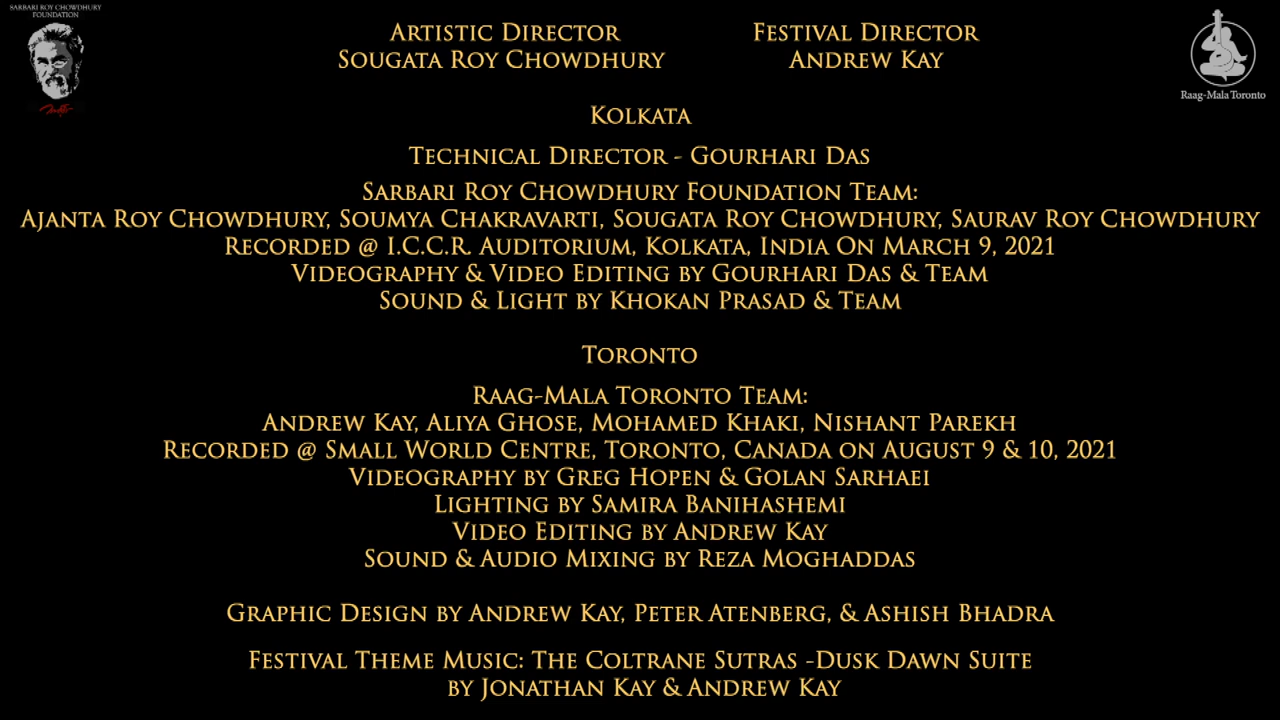 SARBARI ROY CHOWDHURY
FOUNDATION
ARTISTIC DIRECTOR
SOUGATA ROY CHOWDHURY
FESTIVAL DIRECTOR
ANDREW KAY
Raag-Mala Toronto
KOLKATA
TECHNICAL DIRECTOR - GOURHARI DAS
SARBARI ROY CHOWDHURY FOUNDATION TEAM:
AJANTA ROY CHOWDHURY, SOUMYA CHAKRAVARTI, SOUGATA ROY CHOWDHURY, SAURAV ROY CHOWDHURY
RECORDED @ I.C.C.R. AUDITORIUM, KOLKATA, INDIA ON MARCH 9, 2021
VIDEOGRAPHY & VIDEO EDITING BY GOURHARI DAS & TEAM
SOUND & LIGHT BY KHOKAN PRASAD & TEAM
TORONTO
RAAG-MALA TORONTO TEAM:
ANDREW KAY, ALIYA GHOSE, MOHAMED KHAKI, NISHANT PAREKH
RECORDED @ SMALL WORLD CENTRE, TORONTO, CANADA ON AUGUST 9 & 10, 2021
VIDEOGRAPHY BY GREG HOPEN & GOLAN SARHAEI
LIGHTING BY SAMIRA BANIHASHEMI
VIDEO EDITING BY ANDREW KAY
SOUND & AUDIO MIXING BY REZA MOGHADDAS
GRAPHIC DESIGN BY ANDREW KAY, PETER ATENBERG, & ASHISH BHADRA
FESTIVAL THEME MUSIC: THE COLTRANE SUTRAS -DUSK DAWN SUITE
BY JONATHAN KAY & ANDREW KAY